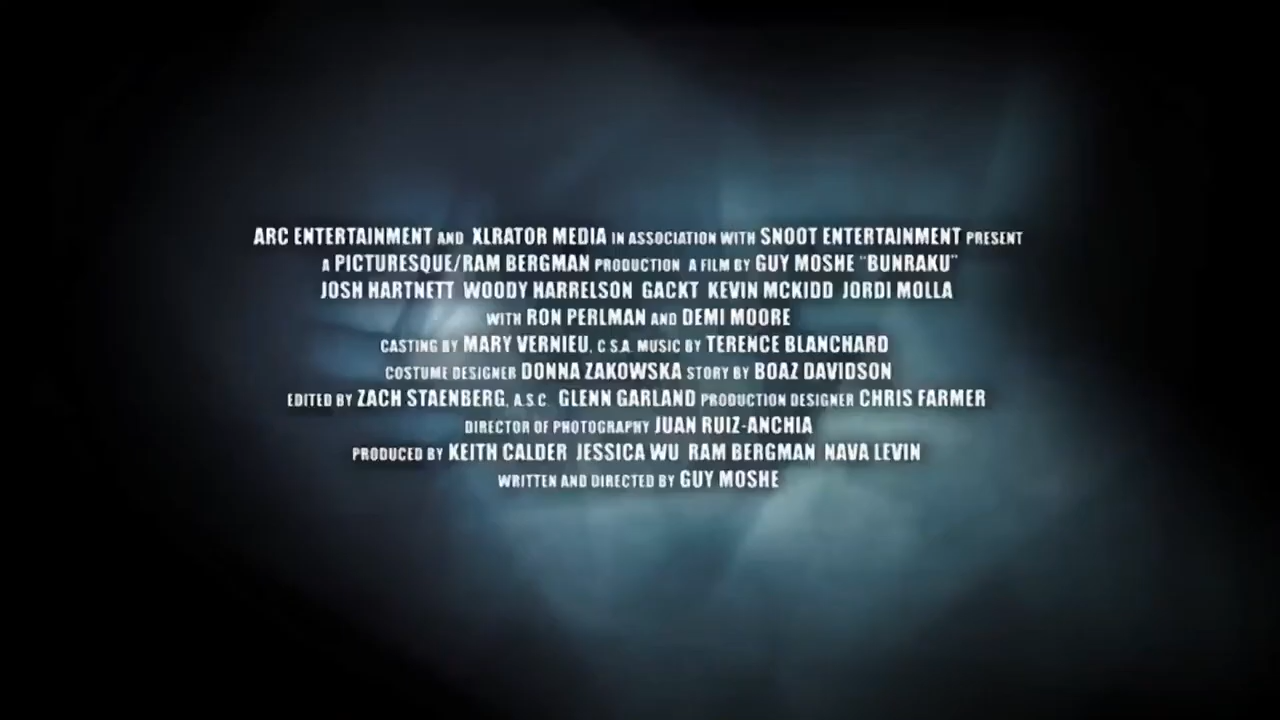 ARC ENTERTAINMENT AND XLRATOR MEDIA IN ASSOCIATION WITH SNOOT ENTERTAINMENT PRESENT
A PICTURESQUE/RAM BERGMAN PRODUCTION A FILM BY GUY MOSHE "BUNRAKU"
JOSH HARTNETT WOODY HARRELSON GACKT KEVIN MCKIDD JORDI MOLLA
WITH RON PERLMAN AND DEMI MOORE
CASTING BY MARY VERNIEU, C.S.A. MUSIC BY TERENCE BLANCHARD
COSTUME DESIGNER DONNA ZAKOWSKA STORY BY BOAZ DAVIDSON
EDITED BY ZACH STAENBERG, A.S.C. GLENN GARLAND PRODUCTION DESIGNER CHRIS FARMER
DIRECTOR OF PHOTOGRAPHY JUAN RUIZ-ANCHIA
PRODUCED BY KEITH CALDER JESSICA WU RAM BERGMAN NAVA LEVIN
WRITTEN AND DIRECTED BY GUY MOSHE